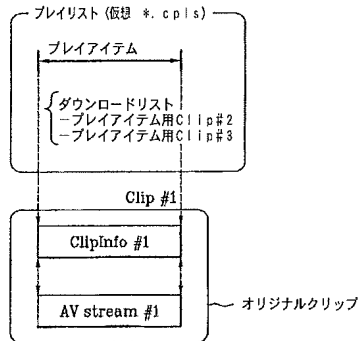 プレイリスト (仮想 *.cpls)
プレイアイテム
ダウンロードリスト
−プレイアイテム用Clip#2
−プレイアイテム用Clip#3
Clip #1
ClipInfo #1
AV stream #1
オリジナルクリップ